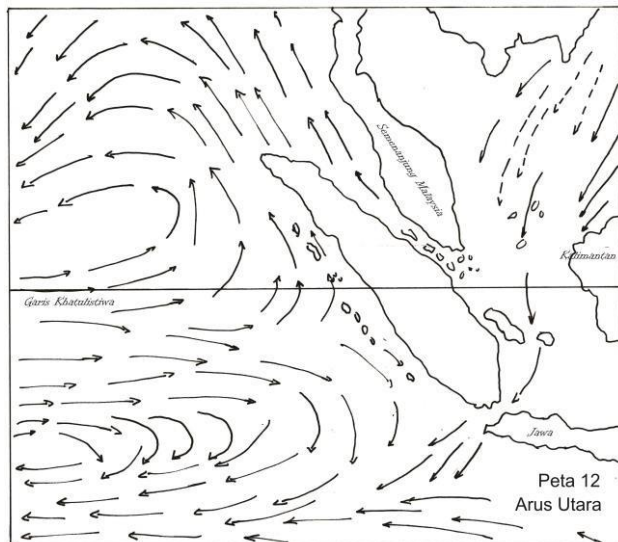 Semenanjung Malaysia
Kalimantan
Garis Khatulistiwa
Jawa
Peta 12
Arus Utara